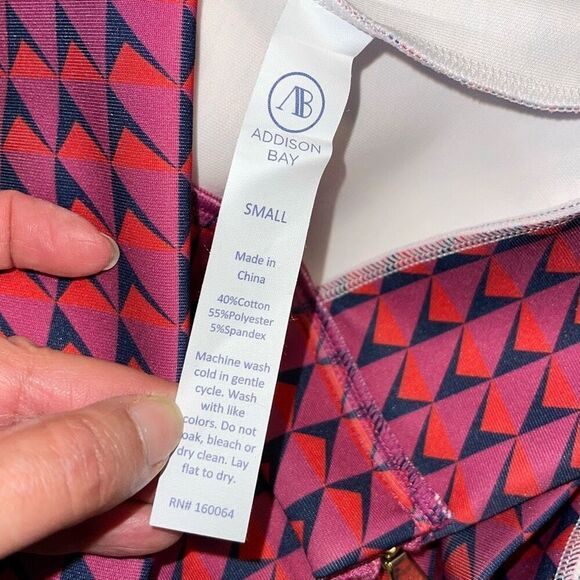 AB
ADDISON
BAY
SMALL
Made in
China
40%Cotton
55%Polyester
5%Spandex
Machine wash
cold in gentle
cycle. Wash
with like
colors. Do not
oak, bleach or
dry clean. Lay
flat to dry.
RN# 160064